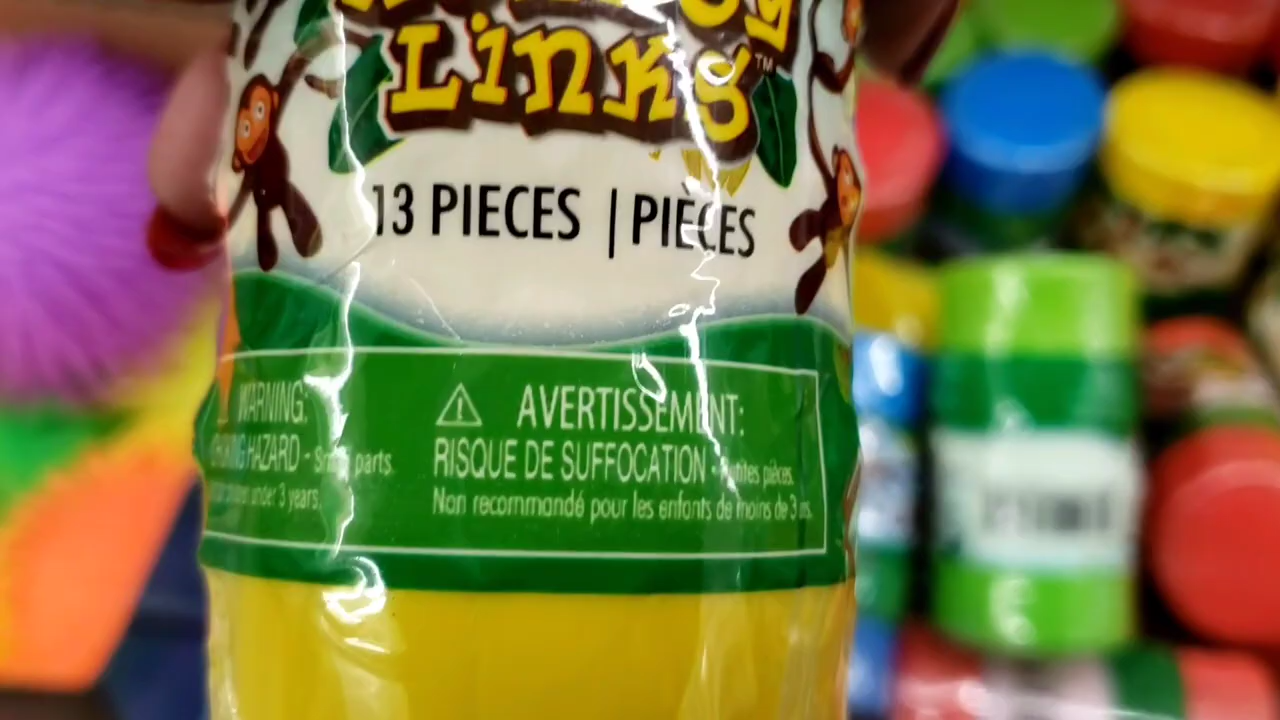 Links™
13 PIECES | PIÈCES
WARNING:
HAZARD - Small parts.
under 3 years.
AVERTISSEMENT:
RISQUE DE SUFFOCATION - Petites pièces.
Non recommandé pour les enfants de moins de 3 ans.